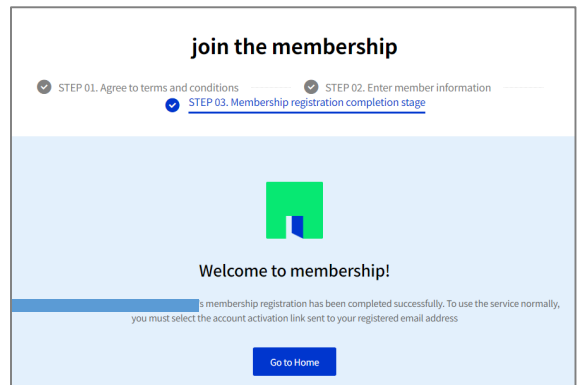 join the membership
STEP 01. Agree to terms and conditions STEP 02. Enter member information
STEP 03. Membership registration completion stage
Welcome to membership!
's membership registration has been completed successfully. To use the service normally,
you must select the account activation link sent to your registered email address
Go to Home